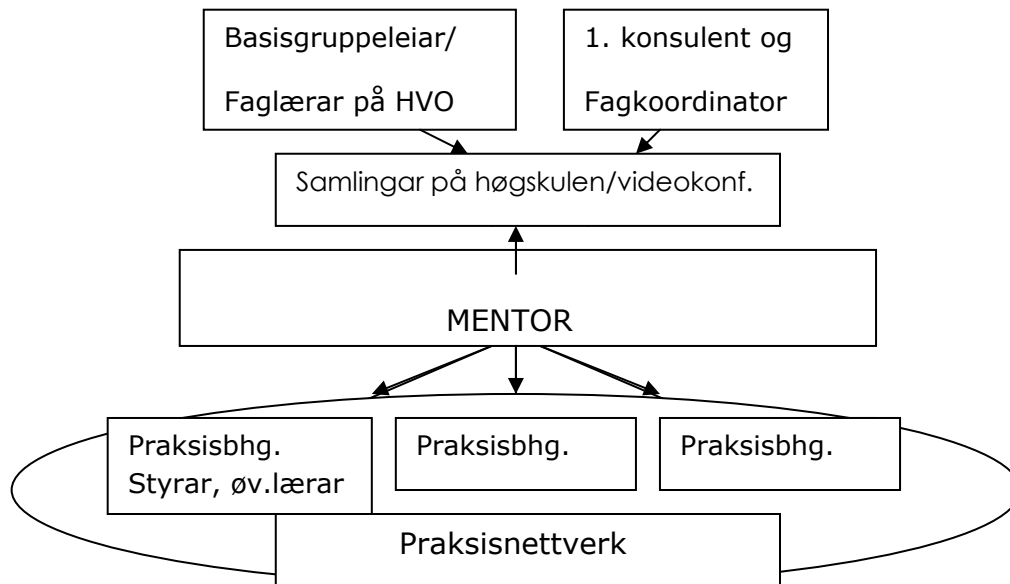 Basisgruppeleiar/
Faglærar på HVO
1. konsulent og
Fagkoordinator
Samlingar på høgskulen/videokonf.
MENTOR
Praksisbhg.
Styrar, øv.lærar
Praksisbhg.
Praksisbhg.
Praksisnettverk